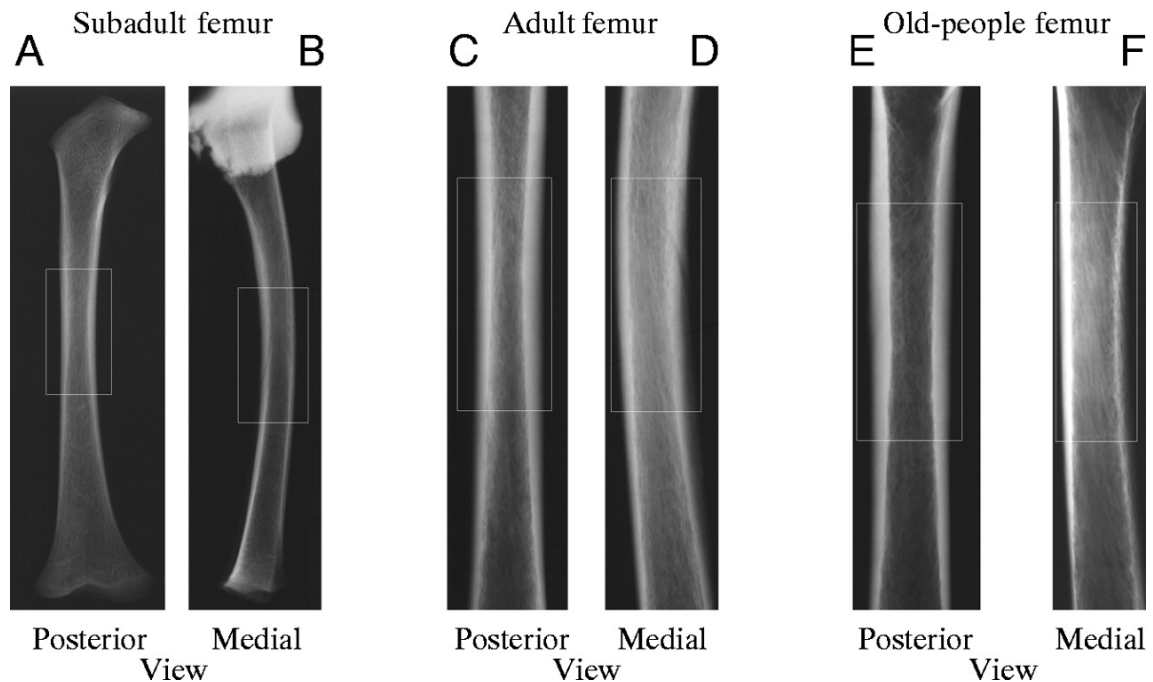 Subadult femur Adult femur Old-people femur
A B C D E F
Posterior Medial Posterior Medial Posterior Medial
View View View